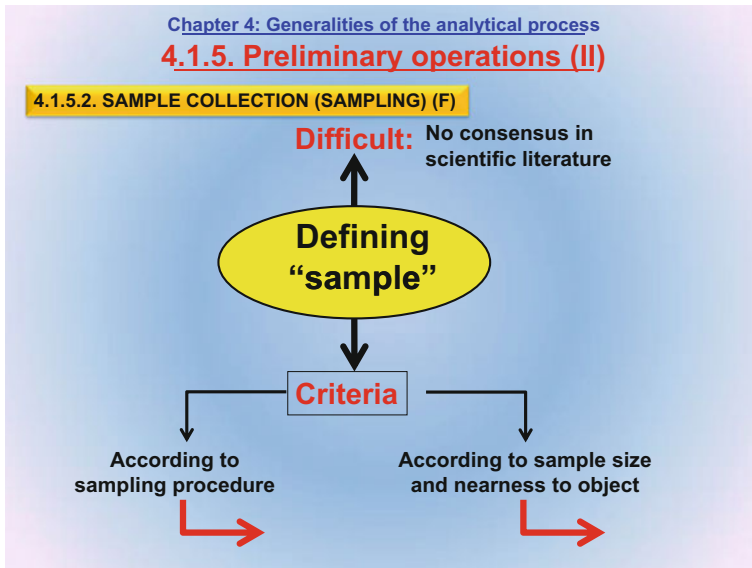 Chapter 4: Generalities of the analytical process
4.1.5. Preliminary operations (II)
4.1.5.2. SAMPLE COLLECTION (SAMPLING) (F)
Difficult: No consensus in
scientific literature
Defining
“sample”
Criteria
According to
sampling procedure
According to sample size
and nearness to object